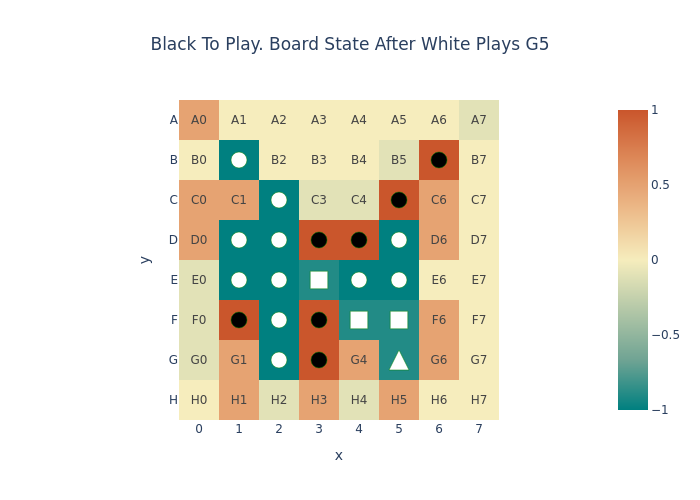 Black To Play. Board State After White Plays G5
A A0 A1 A2 A3 A4 A5 A6 A7
B B0 B2 B3 B4 B5 B7
C C0 C1 C3 C4 C6 C7
D D0 D6 D7
E E0 E6 E7
F F0 F6 F7
G G0 G1 G4 G6 G7
H H0 H1 H2 H3 H4 H5 H6 H7
0 1 2 3 4 5 6 7
x
y
1
0.5
0
−0.5
−1